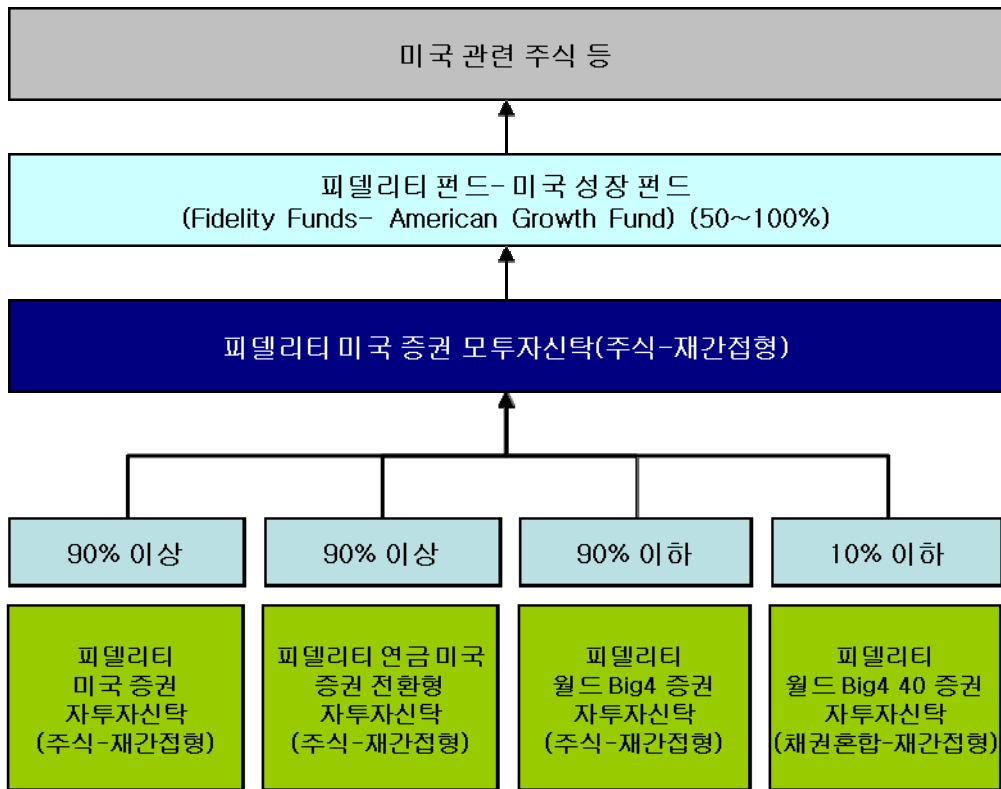 미국 관련 주식 등
피델리티 펀드- 미국 성장 펀드
(Fidelity Funds- American Growth Fund) (50~100%)
피델리티 미국 증권 모투자신탁(주식-재간접형)
90% 이상
90% 이상
90% 이하
10% 이하
피델리티
미국 증권
자투자신탁
(주식-재간접형)
피델리티 연금 미국
증권 전환형
자투자신탁
(주식-재간접형)
피델리티
월드 Big4 증권
자투자신탁
(주식-재간접형)
피델리티
월드 Big4 40 증권
자투자신탁
(채권혼합-재간접형)